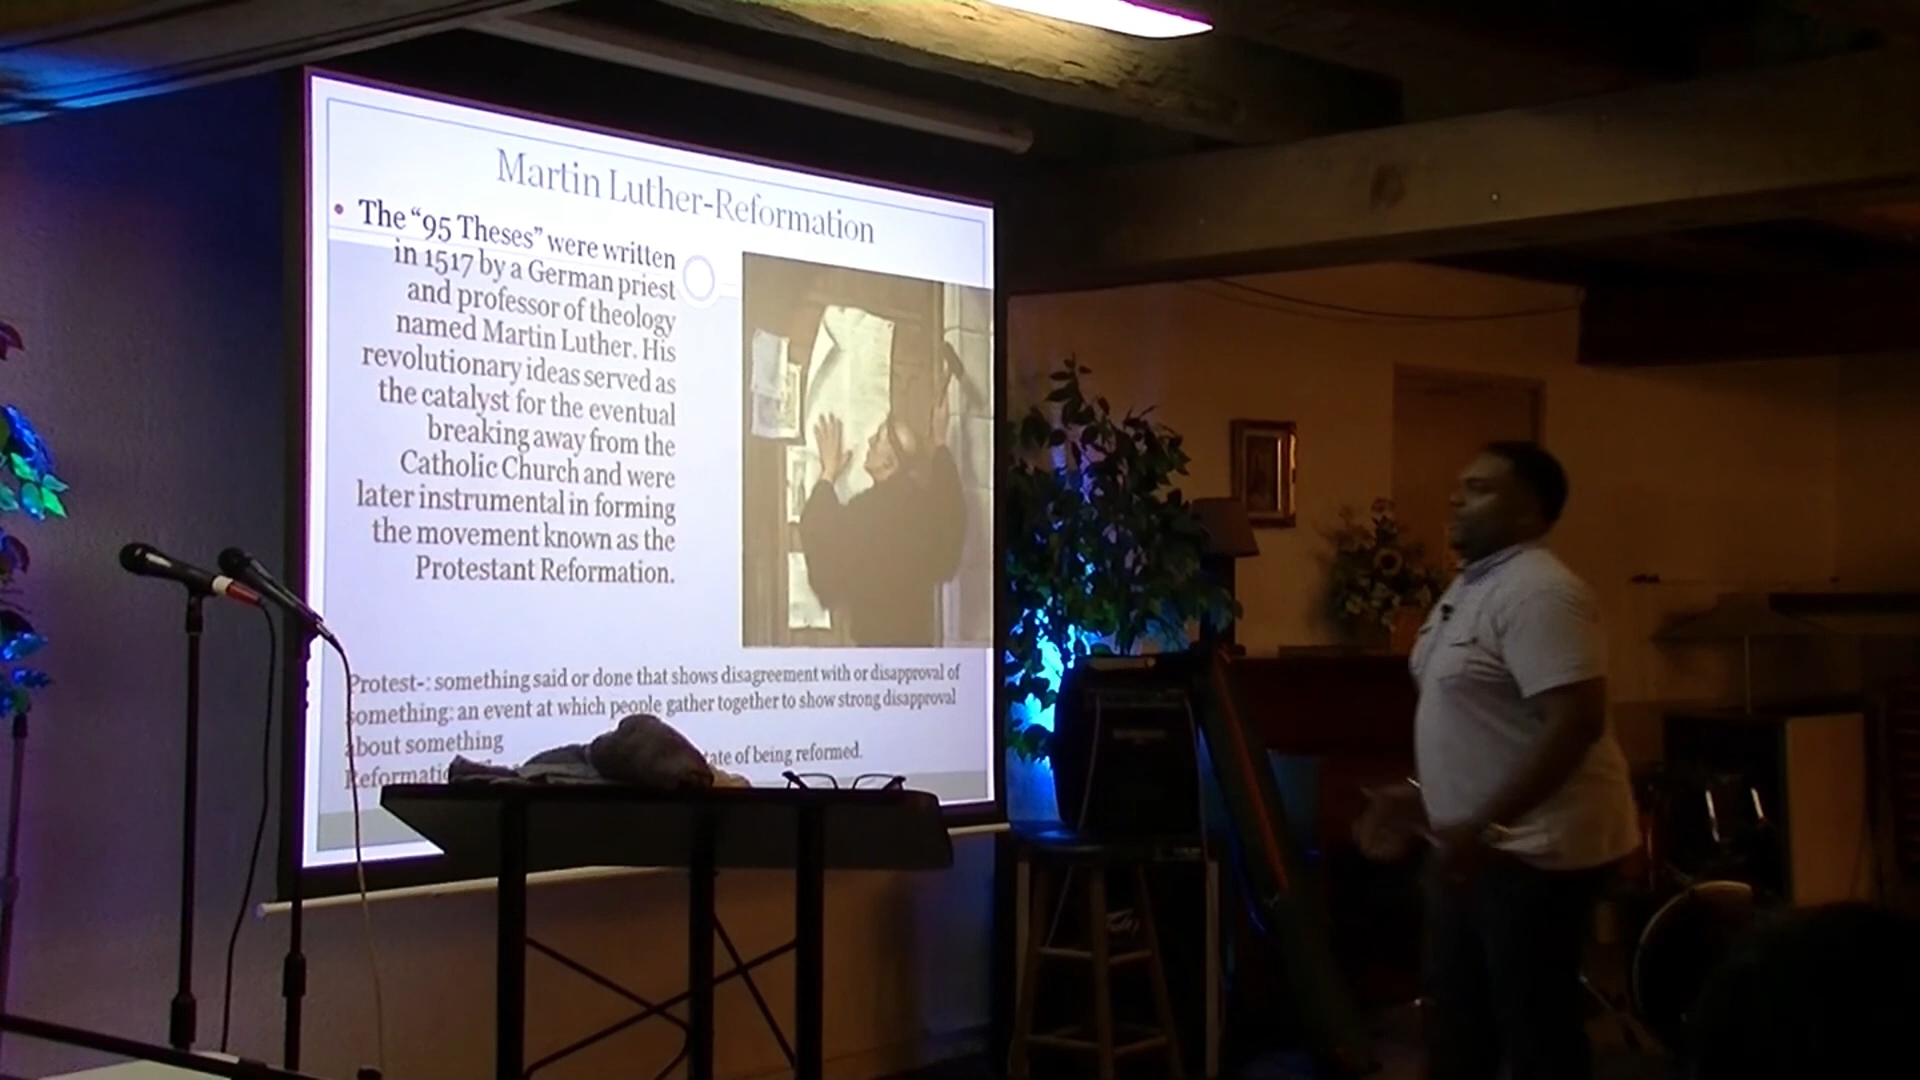 Martin Luther-Reformation
• The “95 Theses” were written
in 1517 by a German priest
and professor of theology
named Martin Luther. His
revolutionary ideas served as
the catalyst for the eventual
breaking away from the
Catholic Church and were
later instrumental in forming
the movement known as the
Protestant Reformation.
Protest-: something said or done that shows disagreement with or disapproval of
something: an event at which people gather together to show strong disapproval
about something
of being reformed.